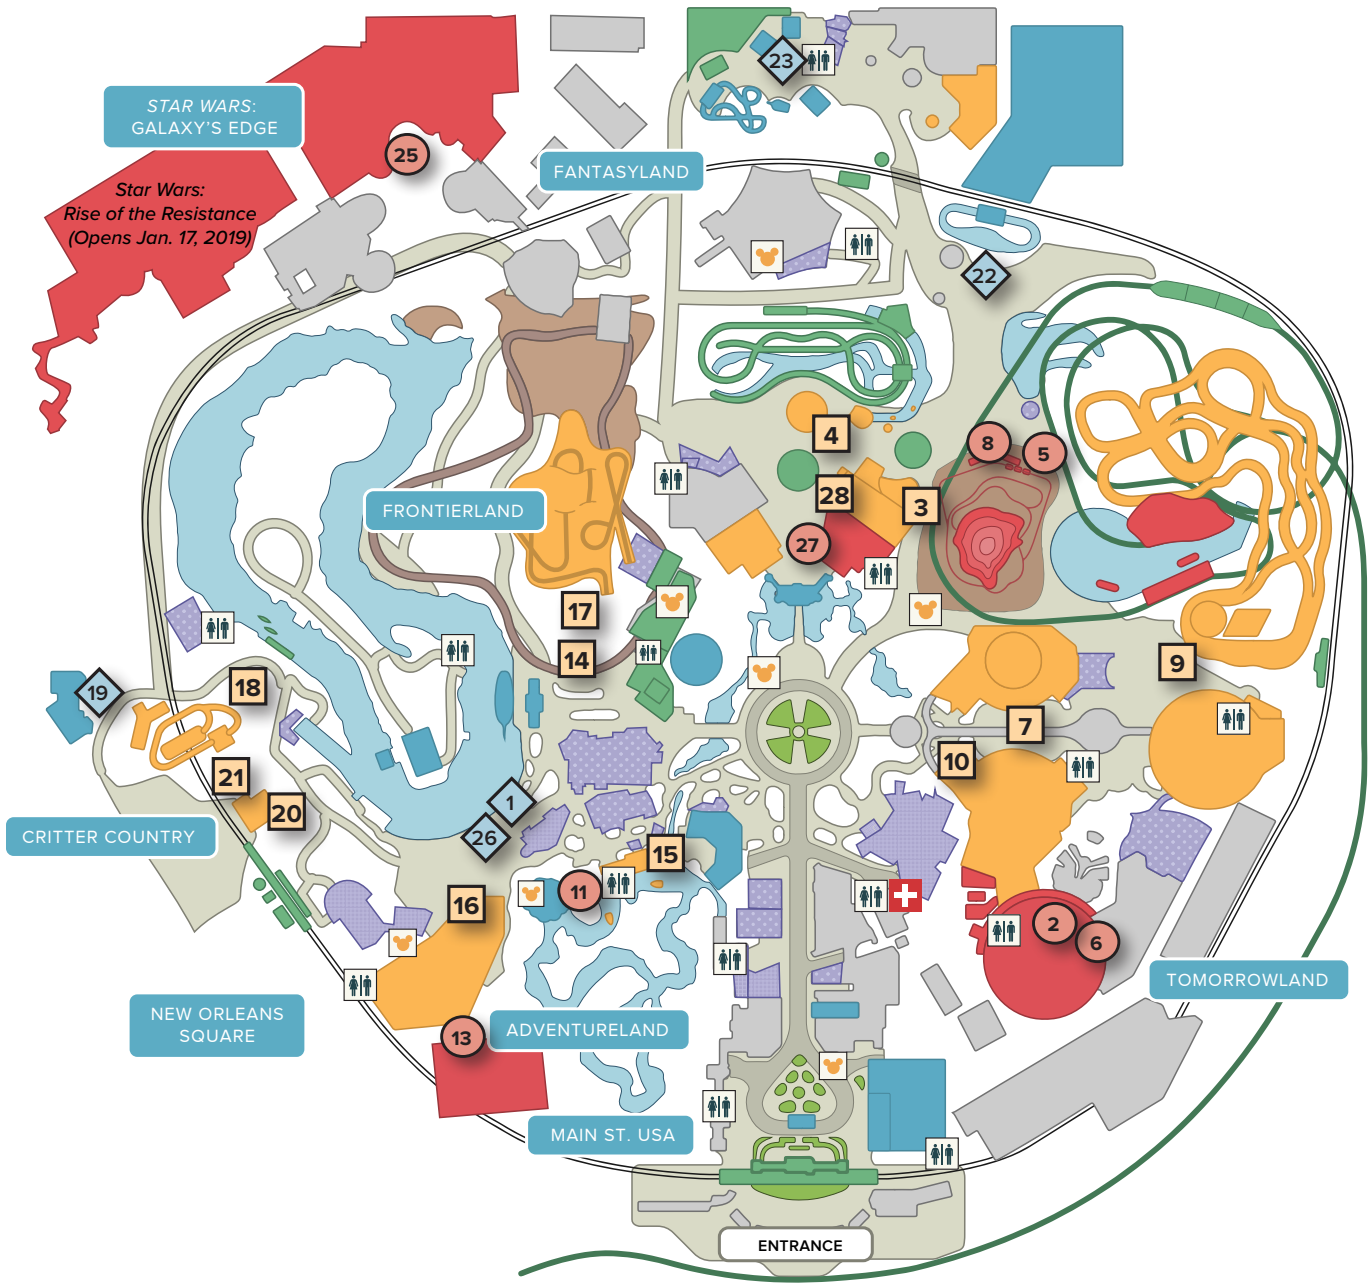 23
STAR WARS:
GALAXY'S EDGE
25
FANTASYLAND
Star Wars:
Rise of the Resistance
(Opens Jan. 17, 2019)
22
4
8
5
28
3
FRONTIERLAND
27
17
14
9
18
19
7
10
21
1
20
26
CRITTER COUNTRY
15
11
16
2
6
TOMORROWLAND
NEW ORLEANS
SQUARE
13
ADVENTURELAND
MAIN ST. USA
ENTRANCE